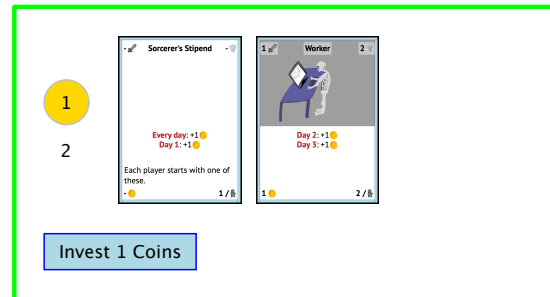 - Sorcerer's Stipend -
1 Worker 2
1
2
Every day: +1
Day 1: +1
Each player starts with one of
these.
- 1 /
Day 2: +1
Day 3: +1
1 2 /
Invest 1 Coins